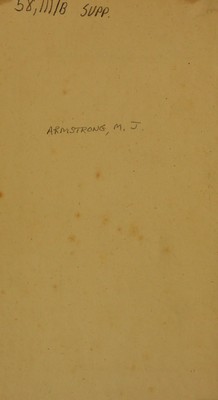 58,111/B SUPP.
ARMSTRONG, M. J.